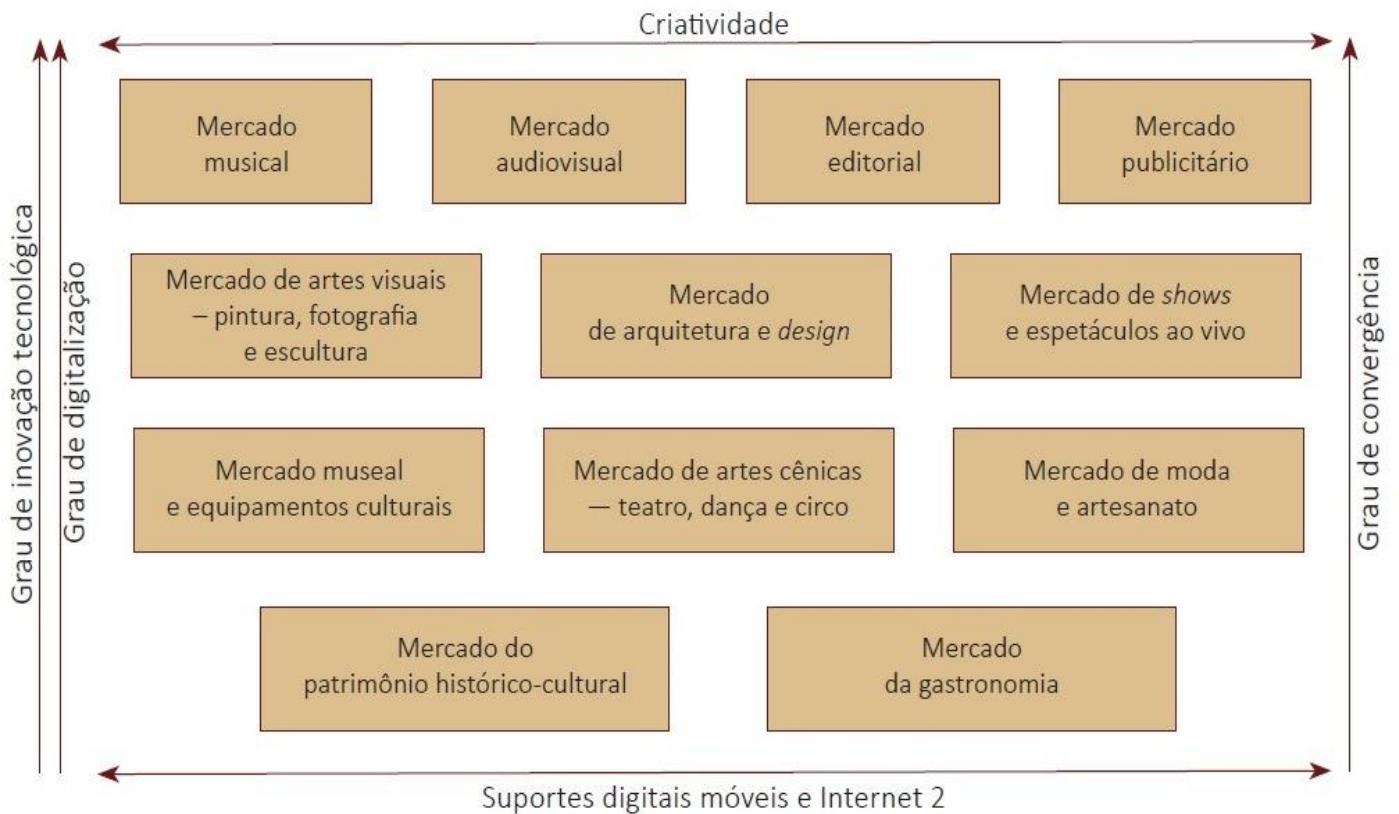 Criatividade
Mercado
musical
Mercado
audiovisual
Mercado
editorial
Mercado
publicitário
Mercado de artes visuais
– pintura, fotografia
e escultura
Mercado
de arquitetura e design
Mercado de shows
e espetáculos ao vivo
Mercado museal
e equipamentos culturais
Mercado de artes cênicas
— teatro, dança e circo
Mercado de moda
e artesanato
Mercado do
patrimônio histórico-cultural
Mercado
da gastronomia
Grau de inovação tecnológica
Grau de digitalização
Grau de convergência
Suportes digitais móveis e Internet 2